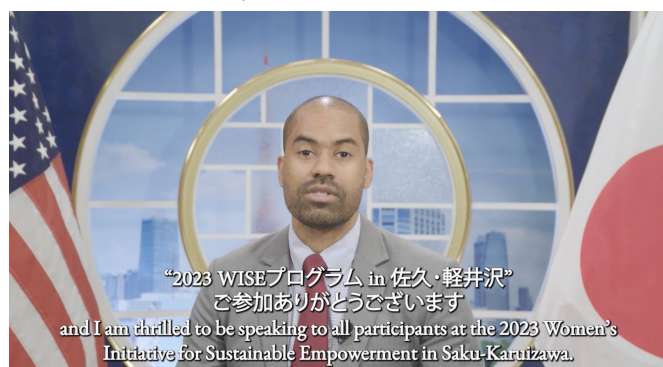 “2023 WISEプログラム in 佐久・軽井沢”
ご参加ありがとうございます
and I am thrilled to be speaking to all participants at the 2023 Women's
Initiative for Sustainable Empowerment in Saku-Karuizawa.